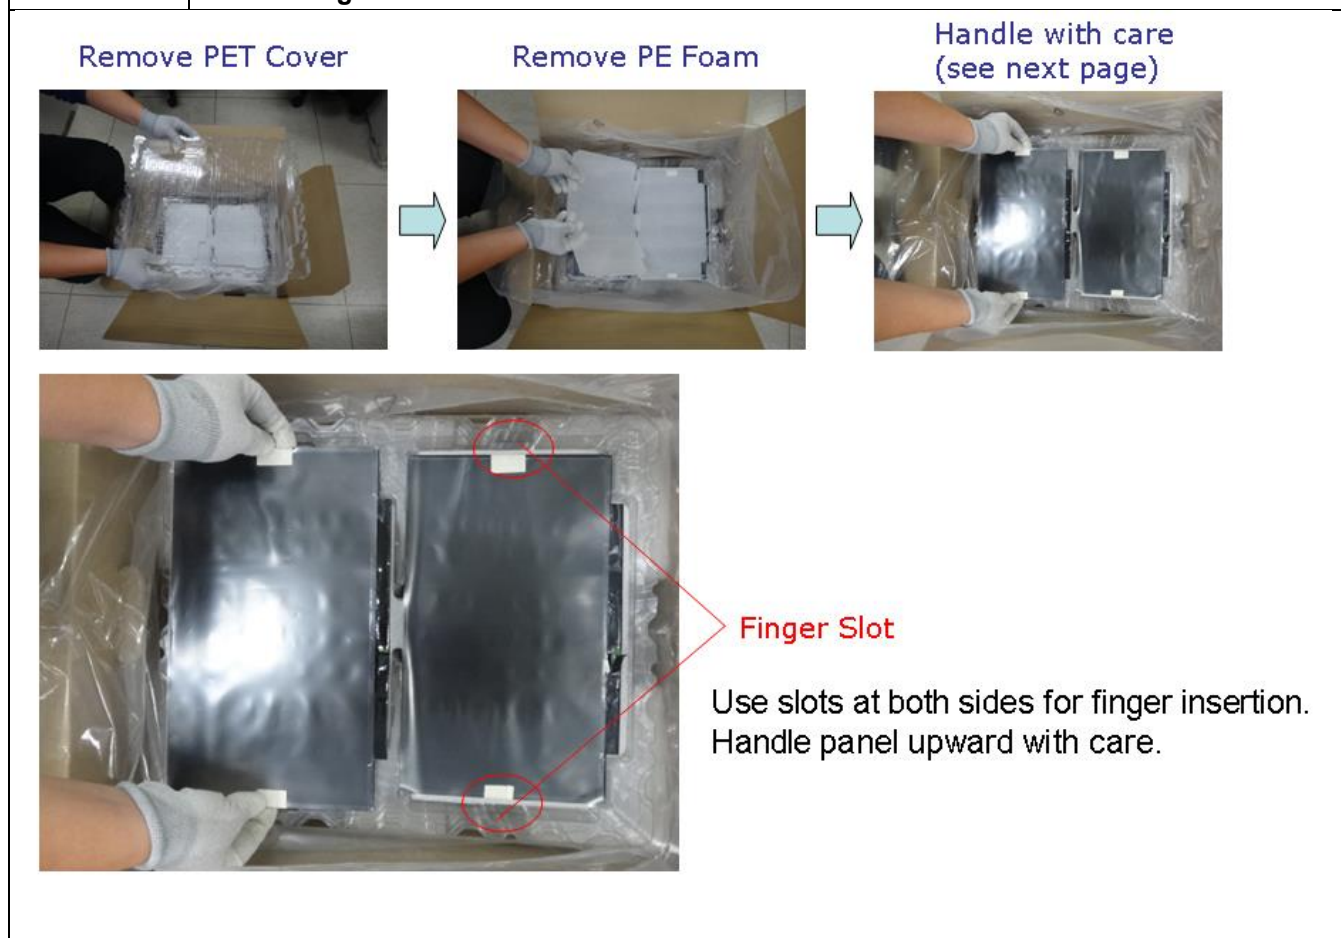 Remove PET Cover
Remove PE Foam
Handle with care
(see next page)
Finger Slot
Use slots at both sides for finger insertion.
Handle panel upward with care.